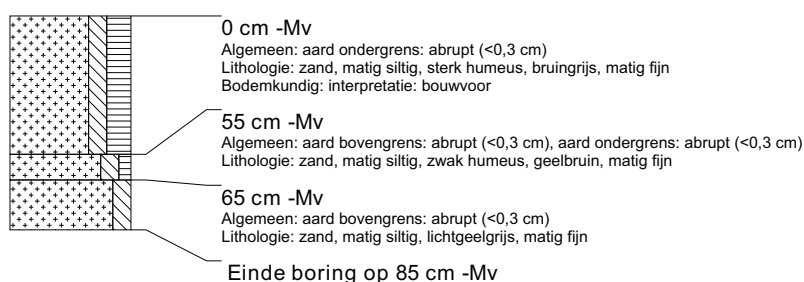 0 cm -Mv
Algemeen: aard ondergrens: abrupt (<0,3 cm)
Lithologie: zand, matig siltig, sterk humeus, bruingrijs, matig fijn
Bodemkundig: interpretatie: bouwvoor
55 cm -Mv
Algemeen: aard bovengrens: abrupt (<0,3 cm), aard ondergrens: abrupt (<0,3 cm)
Lithologie: zand, matig siltig, zwak humeus, geelbruin, matig fijn
65 cm -Mv
Algemeen: aard bovengrens: abrupt (<0,3 cm)
Lithologie: zand, matig siltig, lichtgeelgrijs, matig fijn
Einde boring op 85 cm -Mv